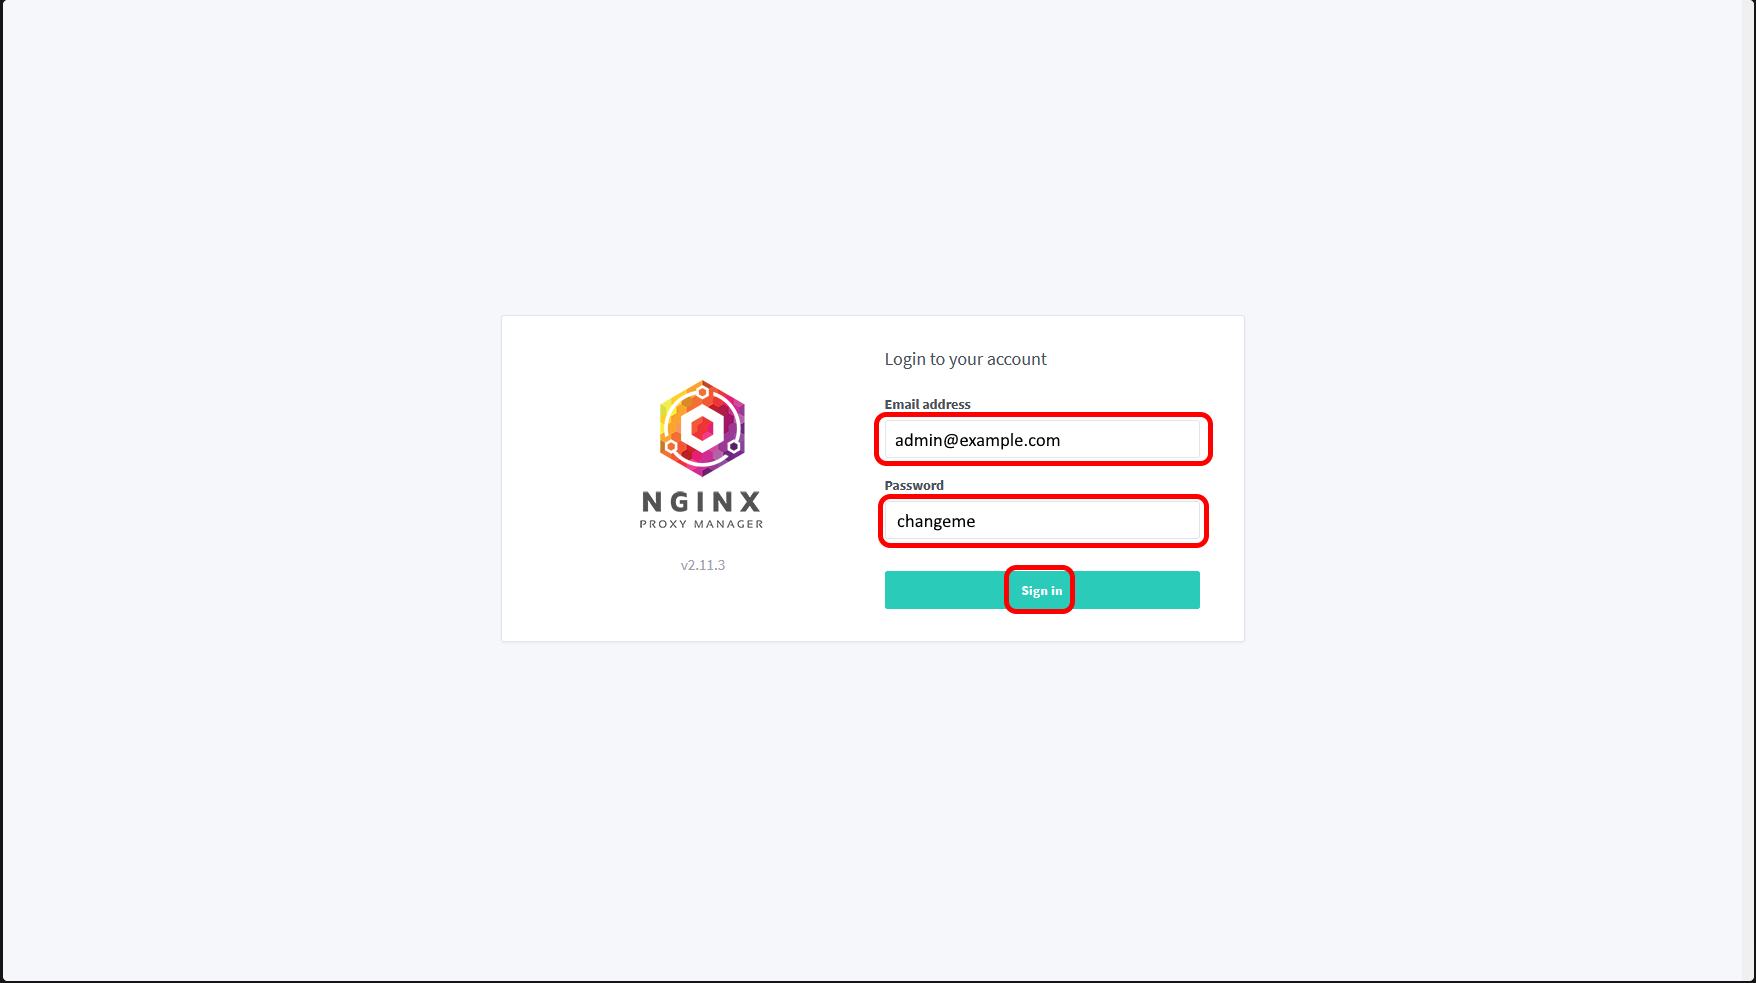 Login to your account
Email address
admin@example.com
Password
changeme
Sign in
NGINX
PROXY MANAGER
v2.11.3